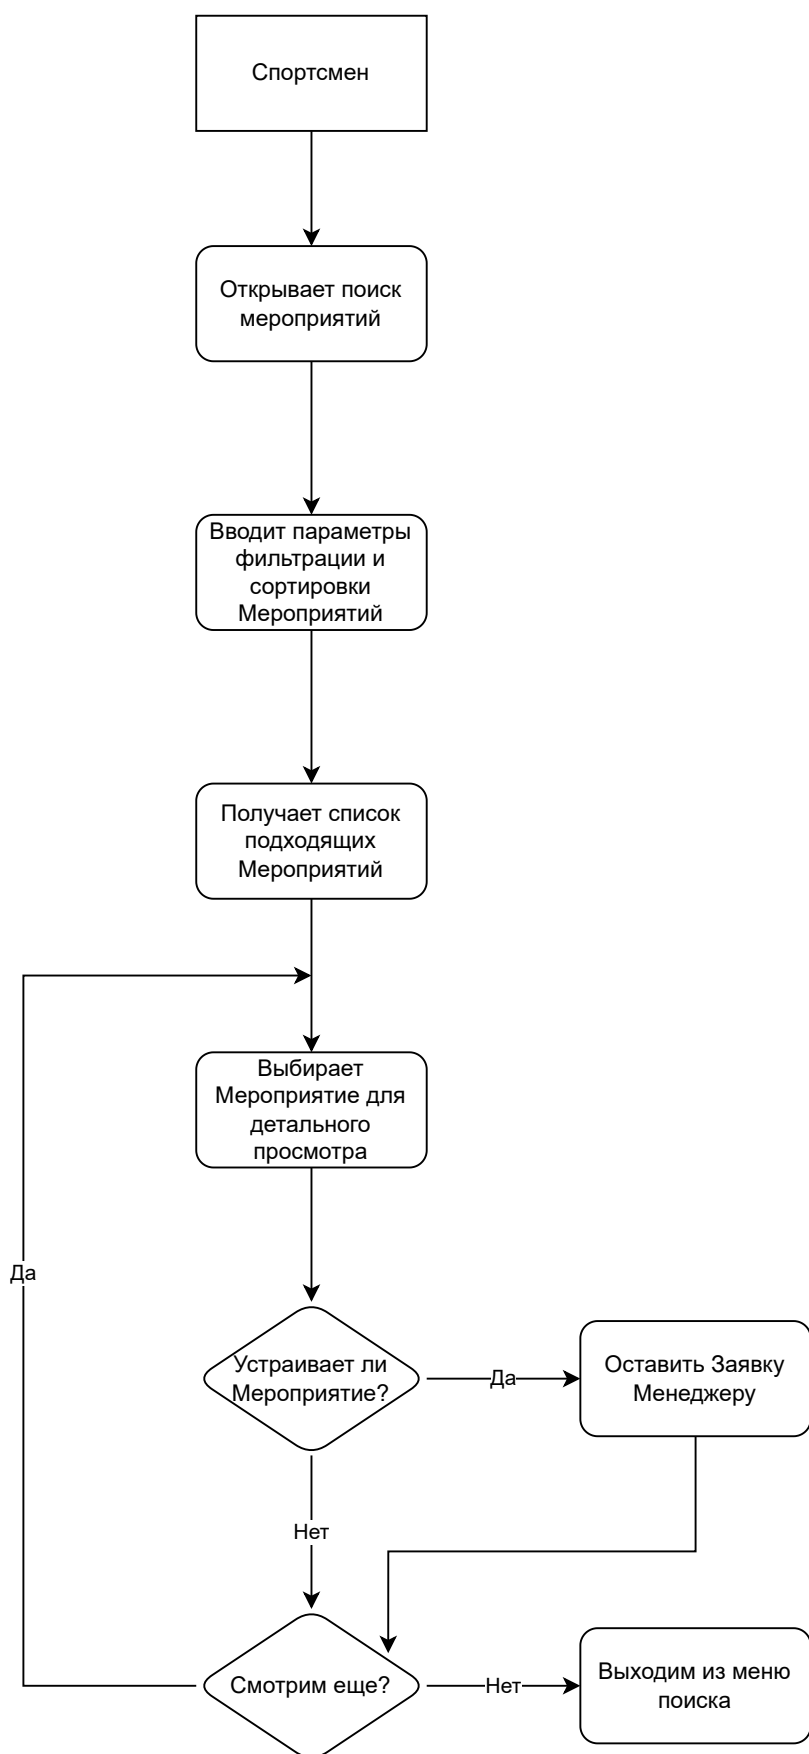 Спортсмен
Открывает поиск
мероприятий
Вводит параметры
фильтрации и
сортировки
Мероприятий
Получает список
подходящих
Мероприятий
Выбирает
Мероприятие для
детального
просмотра
Да
Устраивает ли
Мероприятие?
Да
Оставить Заявку
Менеджеру
Нет
Смотрим еще?
Нет
Выходим из меню
поиска